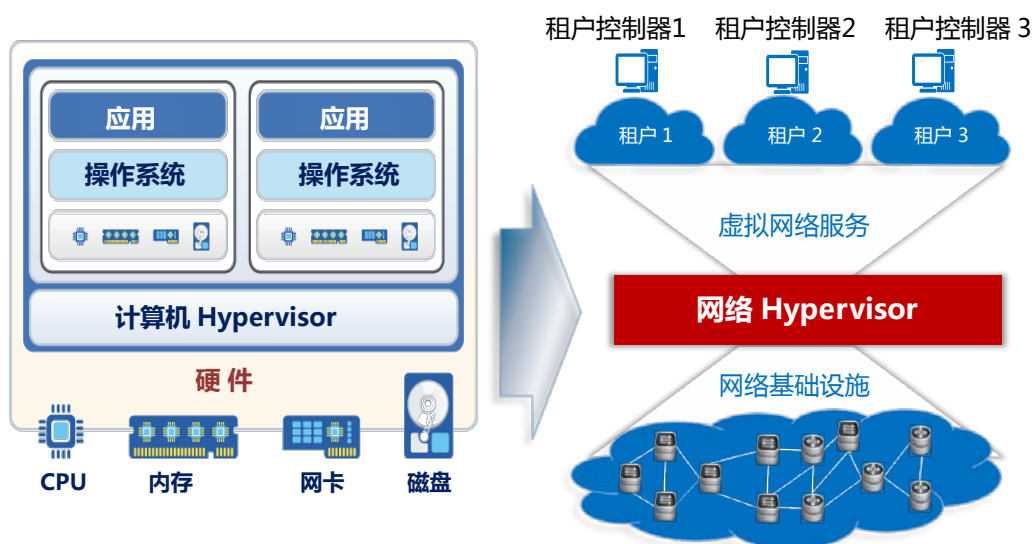 租户控制器1 租户控制器2 租户控制器 3
租户 1 租户 2 租户 3
应用 应用
操作系统 操作系统
计算机 Hypervisor
硬 件
CPU 内存 网卡 磁盘
虚拟网络服务
网络 Hypervisor
网络基础设施